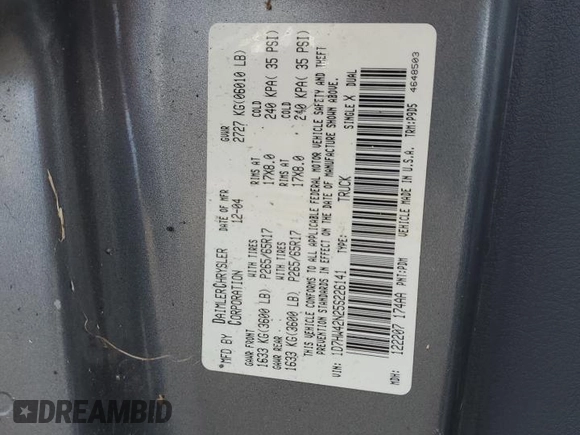 *MFD BY DAIMLERCHRYSLER CORPORATION DATE OF MFR 12-04 GVWR 2727 KG(06010 LB)
GAWR FRONT WITH TIRES RIMS AT COLD
1633 KG(3600 LB) P265/65R17 17X8.0 240 KPA( 35 PSI)
GAWR REAR WITH TIRES RIMS AT COLD
1633 KG(3600 LB) P265/65R17 17X8.0 240 KPA( 35 PSI)
THIS VEHICLE CONFORMS TO ALL APPLICABLE FEDERAL MOTOR VEHICLE SAFETY AND THEFT
PREVENTION STANDARDS IN EFFECT ON THE DATE OF MANUFACTURE SHOWN ABOVE.
VIN: 1D7HW42N25S226141 TYPE: TRUCK SINGLE X DUAL
MDH: 122207 174AA PNT:PDM VEHICLE MADE IN U.S.A. TRM:P9D5
4648503
DREAMBID